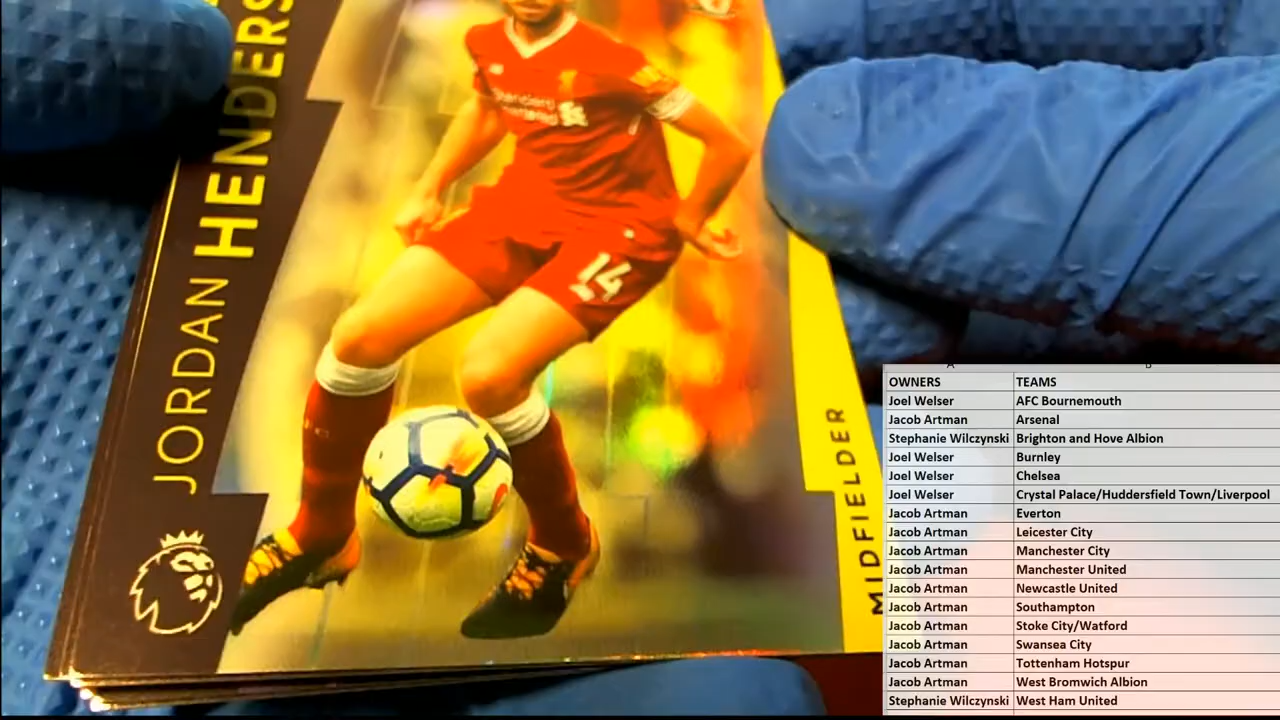 JORDAN HENDERS
Standard
Chartered
14
MIDFIELDER
A B
OWNERS TEAMS
Joel Welser AFC Bournemouth
Jacob Artman Arsenal
Stephanie Wilczynski Brighton and Hove Albion
Joel Welser Burnley
Joel Welser Chelsea
Joel Welser Crystal Palace/Huddersfield Town/Liverpool
Jacob Artman Everton
Jacob Artman Leicester City
Jacob Artman Manchester City
Jacob Artman Manchester United
Jacob Artman Newcastle United
Jacob Artman Southampton
Jacob Artman Stoke City/Watford
Jacob Artman Swansea City
Jacob Artman Tottenham Hotspur
Jacob Artman West Bromwich Albion
Stephanie Wilczynski West Ham United